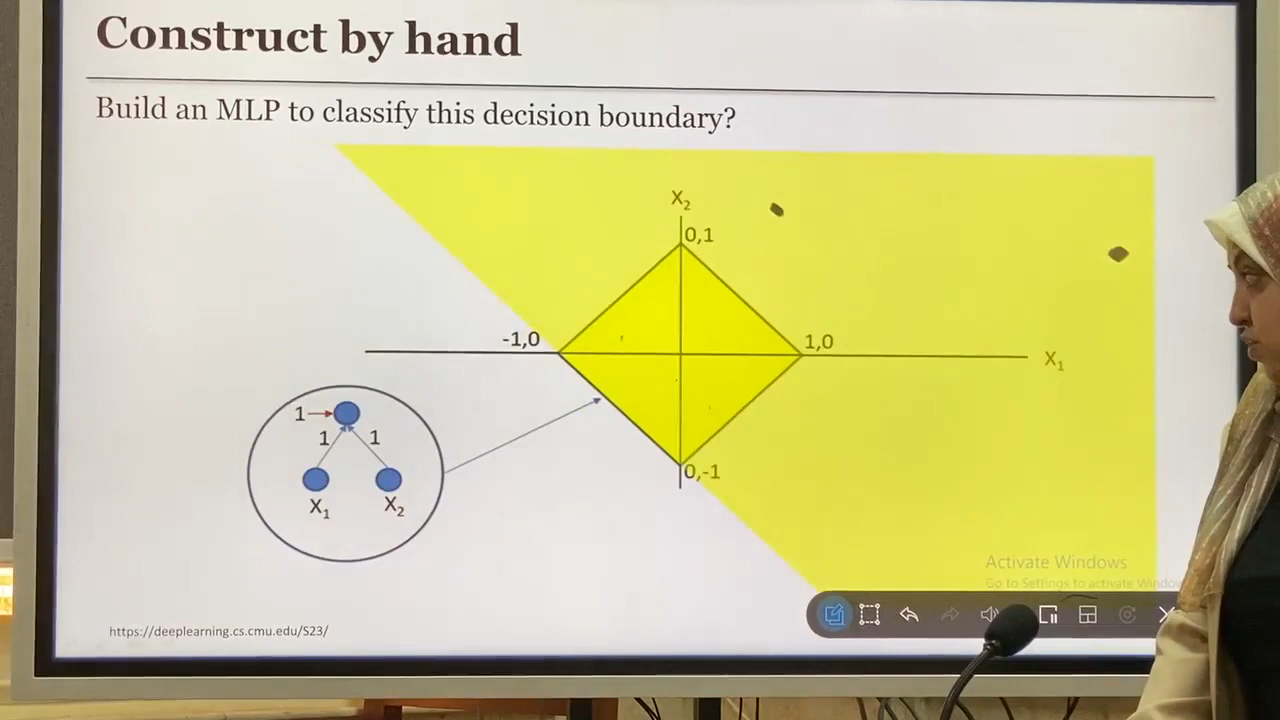 Construct by hand
Build an MLP to classify this decision boundary?
X₂
0,1
-1,0
1,0
X₁
1
1
1
X₁
X₂
0,-1
Activate Windows
Go to Settings to activate Window
https://deeplearning.cs.cmu.edu/S23/